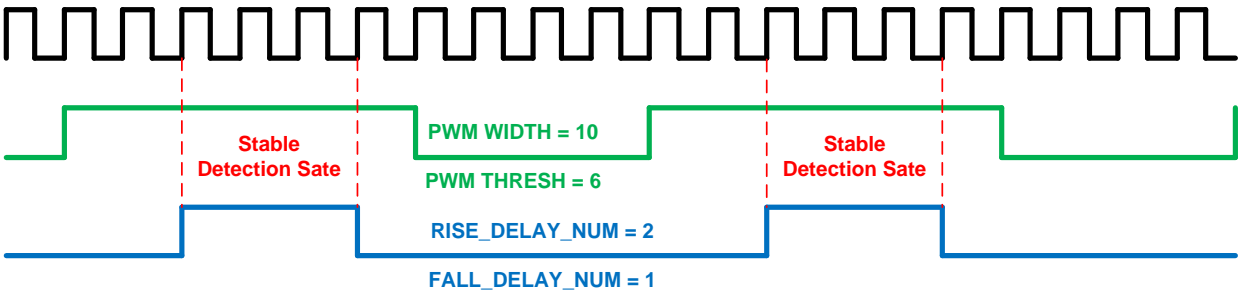 PWM WIDTH = 10
Stable
Detection Sate
Stable
Detection Sate
PWM THRESH = 6
RISE_DELAY_NUM = 2
FALL_DELAY_NUM = 1